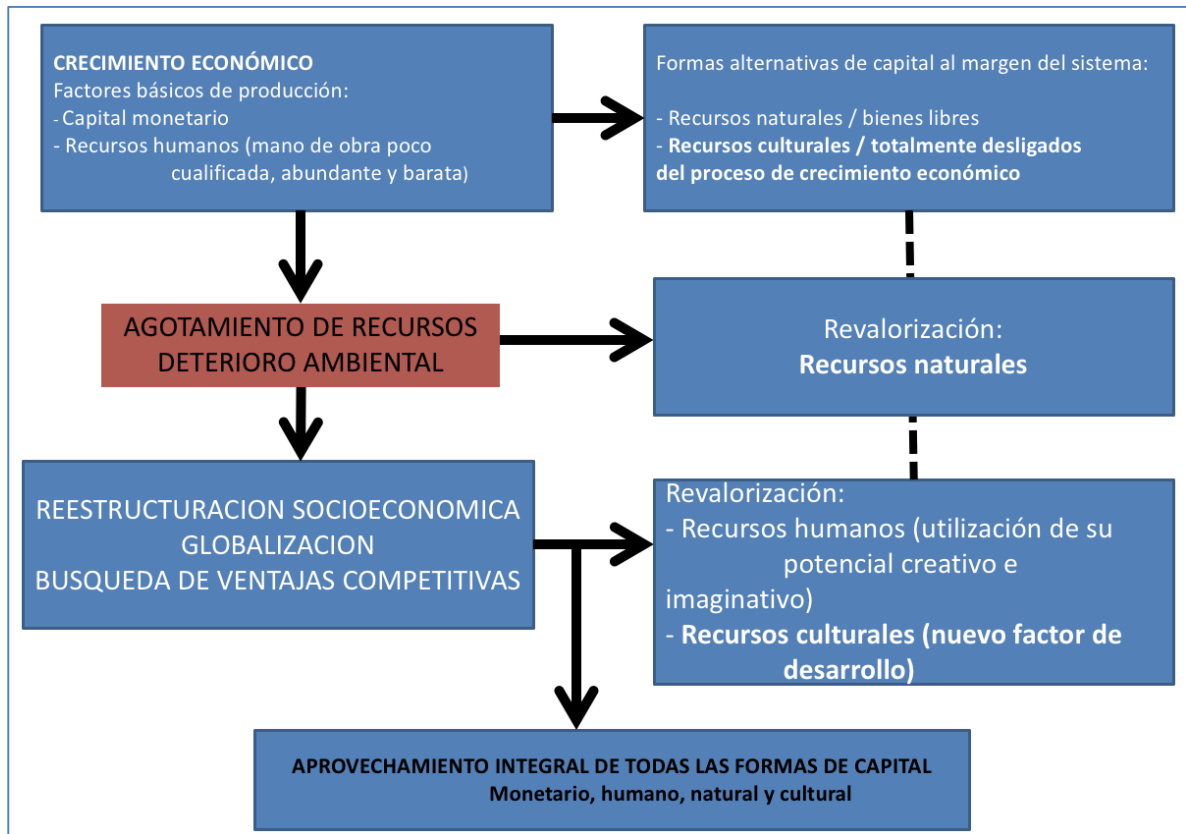 CRECIMIENTO ECONÓMICO
Factores básicos de producción:
- Capital monetario
- Recursos humanos (mano de obra poco
cualificada, abundante y barata)
Formas alternativas de capital al margen del sistema:
- Recursos naturales / bienes libres
- Recursos culturales / totalmente desligados
del proceso de crecimiento económico
AGOTAMIENTO DE RECURSOS
DETERIORO AMBIENTAL
Revalorización:
Recursos naturales
REESTRUCTURACION SOCIOECONOMICA
GLOBALIZACION
BUSQUEDA DE VENTAJAS COMPETITIVAS
Revalorización:
- Recursos humanos (utilización de su
potencial creativo e
imaginativo)
- Recursos culturales (nuevo factor de
desarrollo)
APROVECHAMIENTO INTEGRAL DE TODAS LAS FORMAS DE CAPITAL
Monetario, humano, natural y cultural